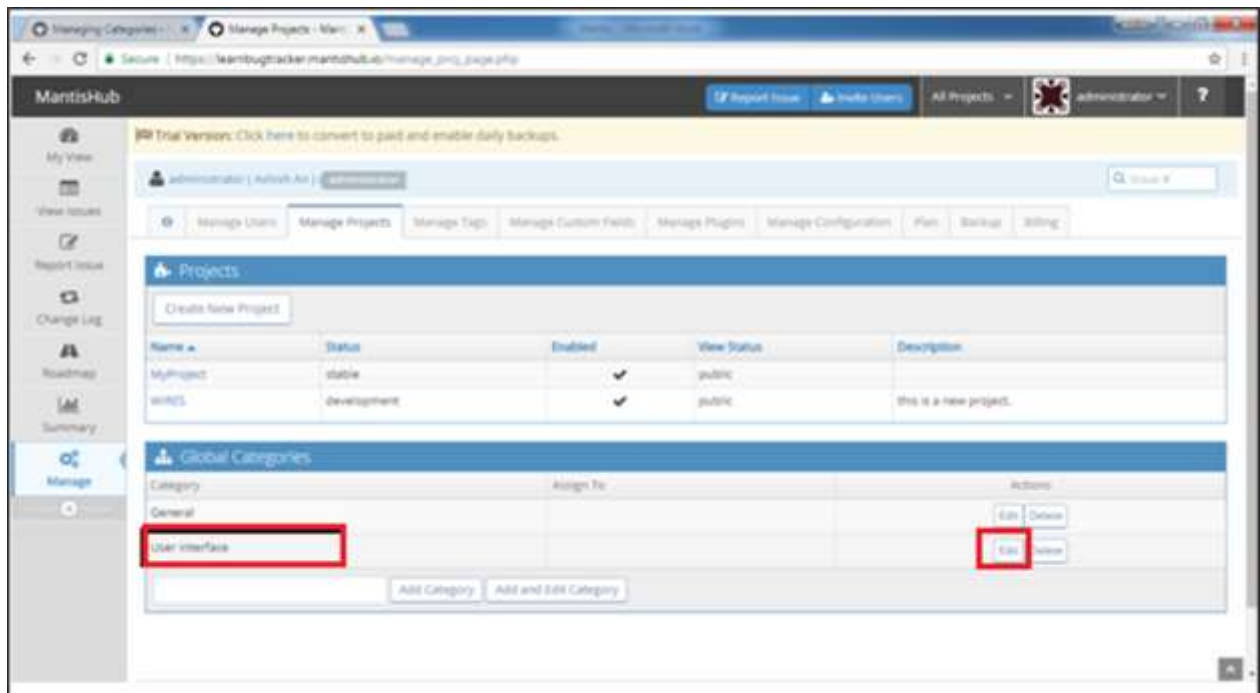 Managing Categories -
Manage Projects - Mant
Secure https://learnbugtracker.mantishub.io/manage_proj_page.php
MantisHub
Report Issue
Invite Users
All Projects
administrator
?
My View
View Issues
Report Issue
Change Log
Roadmap
Summary
Manage
Trial Version: Click here to convert to paid and enable daily backups.
administrator ( Ashish administrator
Issue #
Manage Users Manage Projects Manage Tags Manage Custom Fields Manage Plugins Manage Configuration Plan Backup Billing
Projects
Create New Project
Name Status Enabled View Status Description
MyProject stable public
WIRES development public this is a new project.
Global Categories
Category Assign To Actions
General Edit Delete
User Interface Edit Delete
Add Category Add and Edit Category